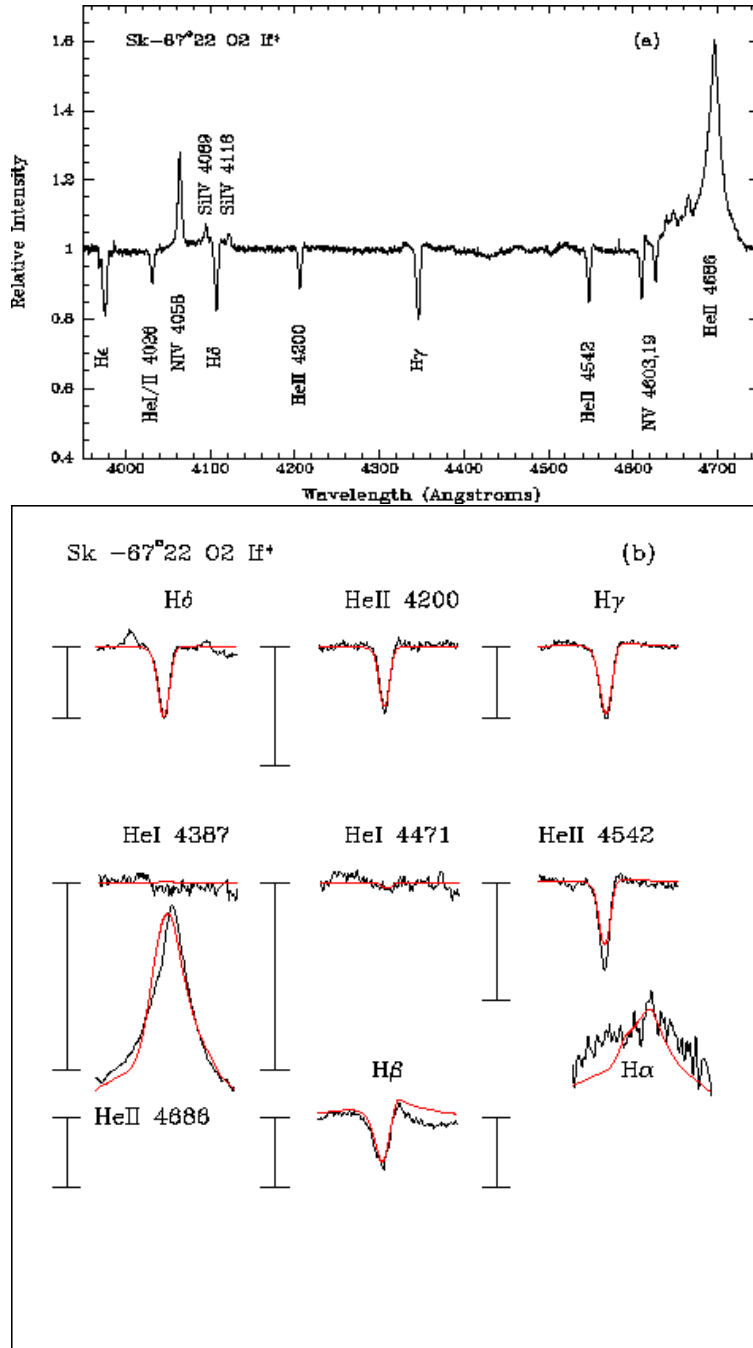 1.6
Sk−67°22 O2 If*
(a)
1.4
SiIV 4089
SiIV 4116
1.2
Relative Intensity
1
0.8
Hε
HeI/II 4026
NIV 4058
Hδ
HeII 4200
Hγ
HeII 4542
NV 4603,19
HeII 4686
0.6
0.4
4000 4100 4200 4300 4400 4500 4600 4700
Wavelength (Angstroms)
Sk −67°22 O2 If*
(b)
Hδ HeII 4200 Hγ
HeI 4387 HeI 4471 HeII 4542
Hβ Hα
HeII 4686